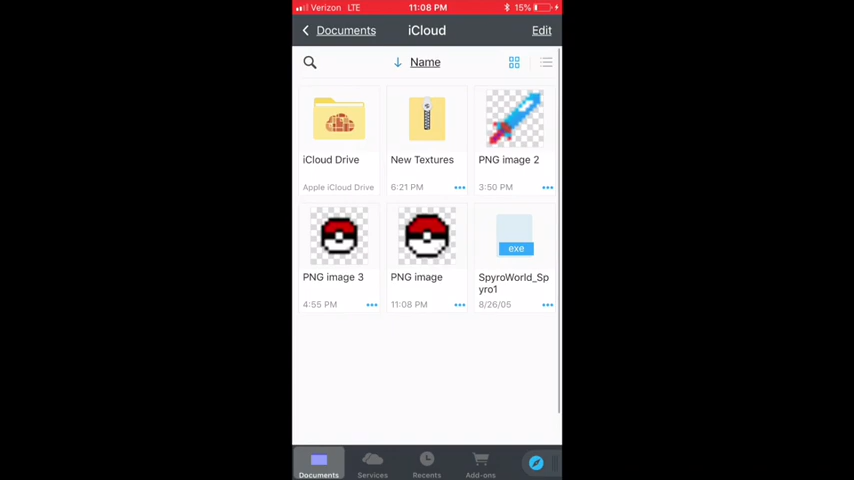 Verizon LTE 11:08 PM 15%
Documents iCloud Edit
Name
iCloud Drive
Apple iCloud Drive
New Textures
6:21 PM
PNG image 2
3:50 PM
PNG image 3
4:55 PM
PNG image
11:08 PM
exe
SpyroWorld_Sp
yro1
8/26/05
Documents Services Recents Add-ons